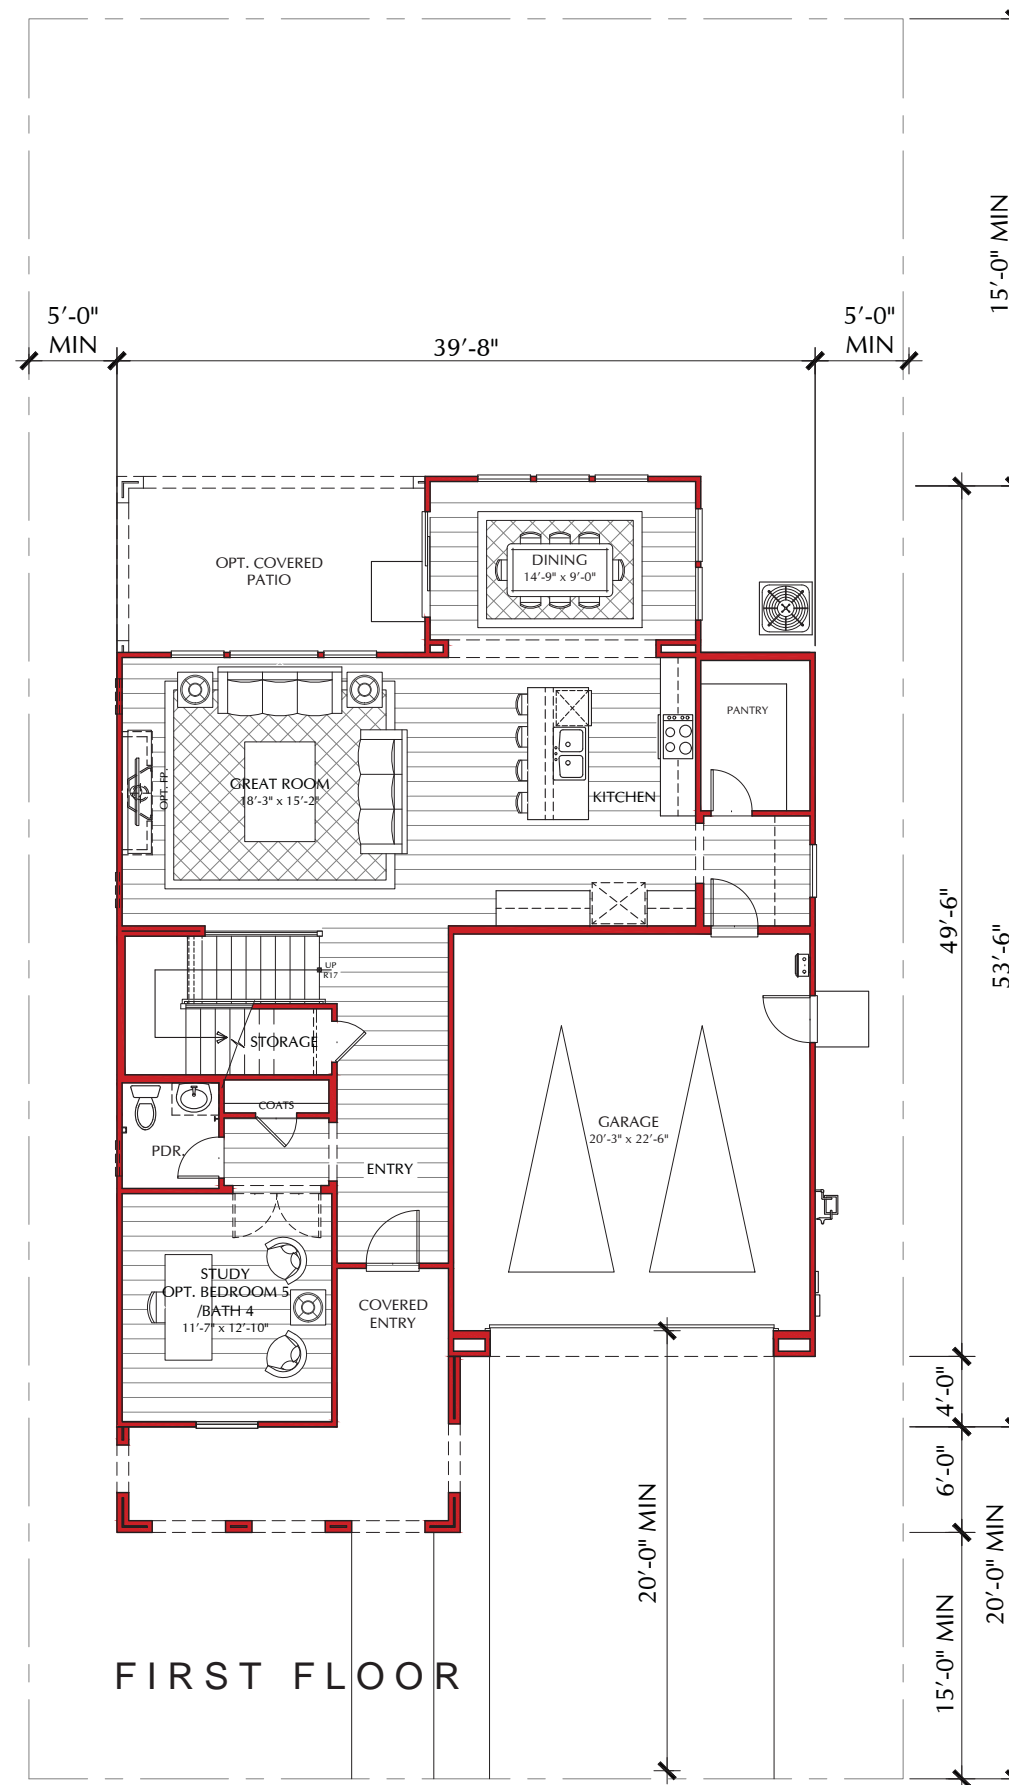 15'-0" MIN
5'-0"
MIN
39'-8"
5'-0"
MIN
OPT. COVERED
PATIO
DINING
14'-9" x 9'-0"
PANTRY
GREAT ROOM
18'-3" x 15'-2"
OPT. FP.
KITCHEN
49'-6"
53'-6"
UP
R17
STORAGE
COATS
PDR.
ENTRY
GARAGE
20'-3" x 22'-6"
STUDY
OPT. BEDROOM 5
/BATH 4
11'-7" x 12'-10"
COVERED
ENTRY
4'-0"
6'-0"
20'-0" MIN
15'-0" MIN
20'-0" MIN
FIRST FLOOR